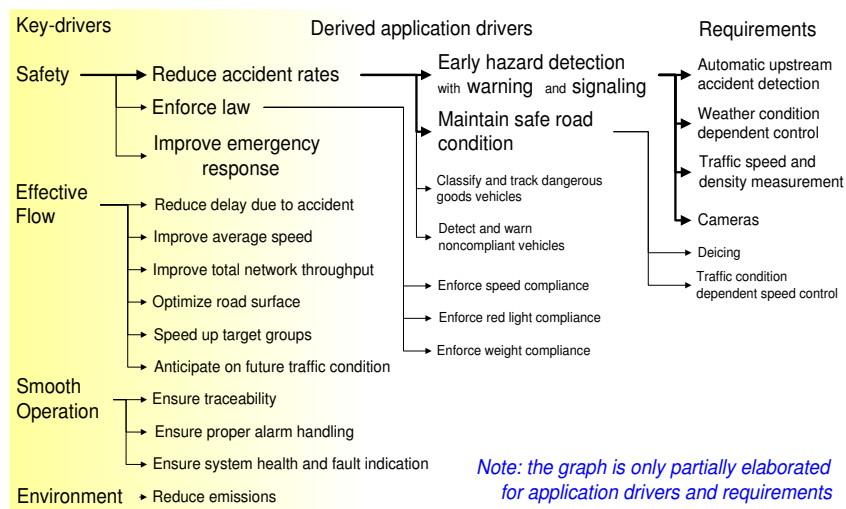 Key-drivers
Derived application drivers
Requirements
Safety
Reduce accident rates
Enforce law
Improve emergency
response
Early hazard detection
with warning and signaling
Maintain safe road
condition
Classify and track dangerous
goods vehicles
Detect and warn
noncompliant vehicles
Enforce speed compliance
Enforce red light compliance
Enforce weight compliance
Automatic upstream
accident detection
Weather condition
dependent control
Traffic speed and
density measurement
Cameras
Deicing
Traffic condition
dependent speed control
Effective
Flow
Reduce delay due to accident
Improve average speed
Improve total network throughput
Optimize road surface
Speed up target groups
Anticipate on future traffic condition
Smooth
Operation
Ensure traceability
Ensure proper alarm handling
Ensure system health and fault indication
Environment
Reduce emissions
Note: the graph is only partially elaborated
for application drivers and requirements